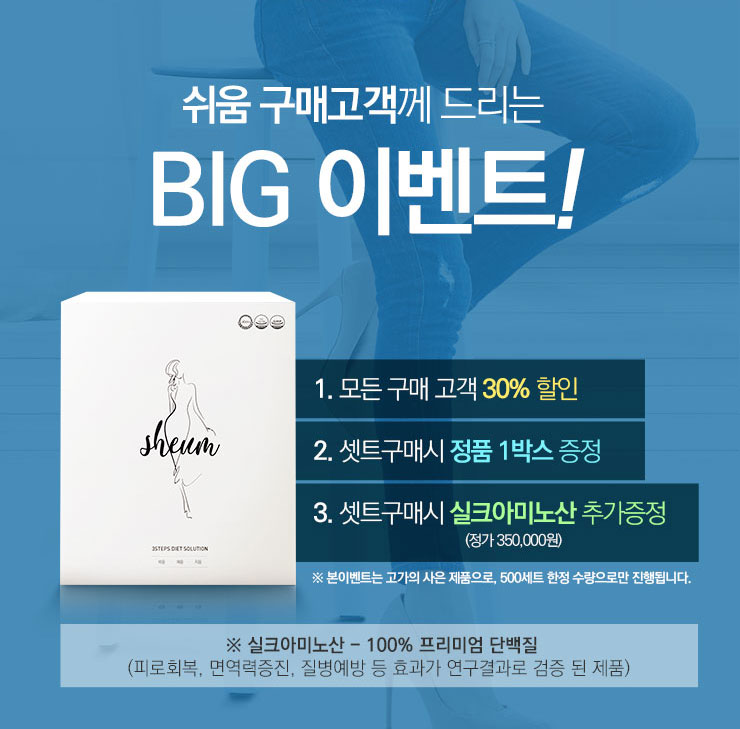 쉬움 구매고객께 드리는
BIG 이벤트!
sheum
3STEPS DIET SOLUTION
1. 모든 구매 고객 30% 할인
2. 셋트구매시 정품 1박스 증정
3. 셋트구매시 실크아미노산 추가증정
(정가 350,000원)
※ 본이벤트는 고가의 사은 제품으로, 500세트 한정 수량으로만 진행됩니다.
※ 실크아미노산 - 100% 프리미엄 단백질
(피로회복, 면역력증진, 질병예방 등 효과가 연구결과로 검증 된 제품)